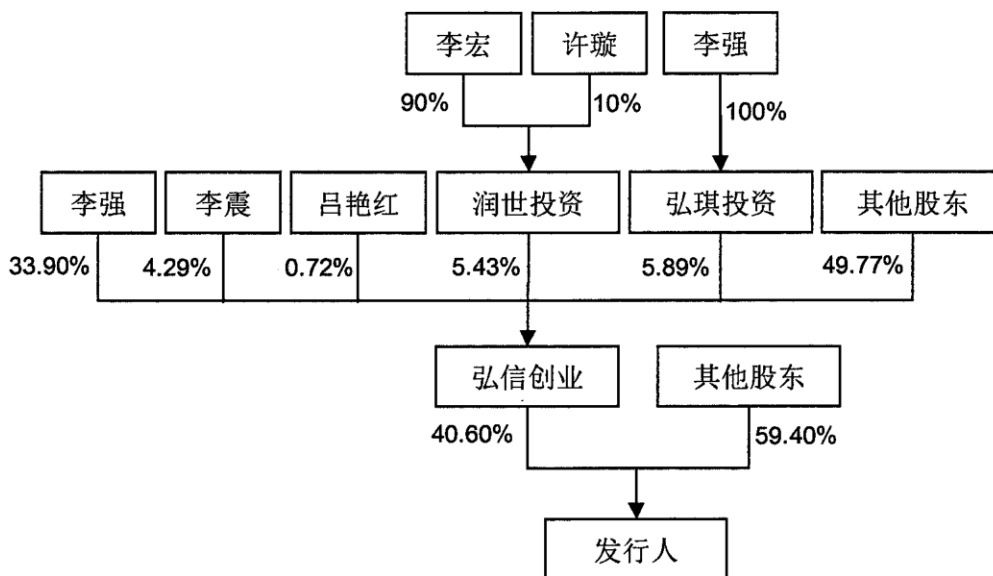 李宏 许璇 李强
90% 10% 100%
李强 李震 吕艳红 润世投资 弘琪投资 其他股东
33.90% 4.29% 0.72% 5.43% 5.89% 49.77%
弘信创业 其他股东
40.60% 59.40%
发行人